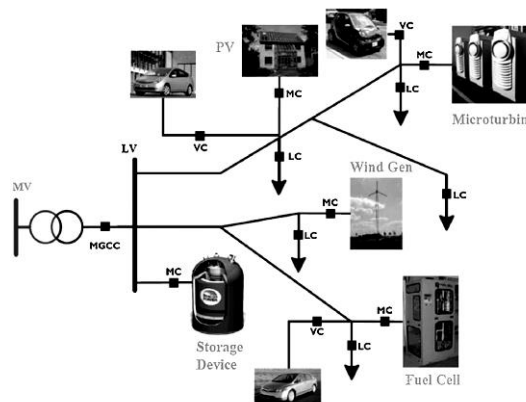 VC
PV
MC
MC
LC
Microturbin
VC
LV
LC
Wind Gen
LC
MV
MC
MGCC
LC
MC
Storage
Device
VC
MC
LC
Fuel Cell